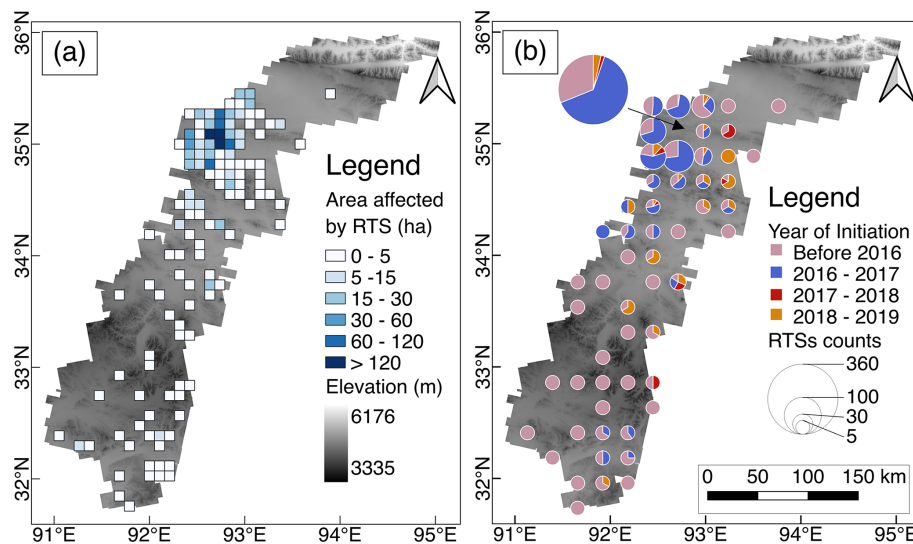 (a)
36°N
35°N
34°N
33°N
32°N
91°E
92°E
93°E
94°E
95°E
Legend
Area affected
by RTS (ha)
0 - 5
5 -15
15 - 30
30 - 60
60 - 120
> 120
Elevation (m)
6176
3335
(b)
36°N
35°N
34°N
33°N
32°N
91°E
92°E
93°E
94°E
95°E
Legend
Year of Initiation
Before 2016
2016 - 2017
2017 - 2018
2018 - 2019
RTSs counts
360
100
30
5
0 50 100 150 km